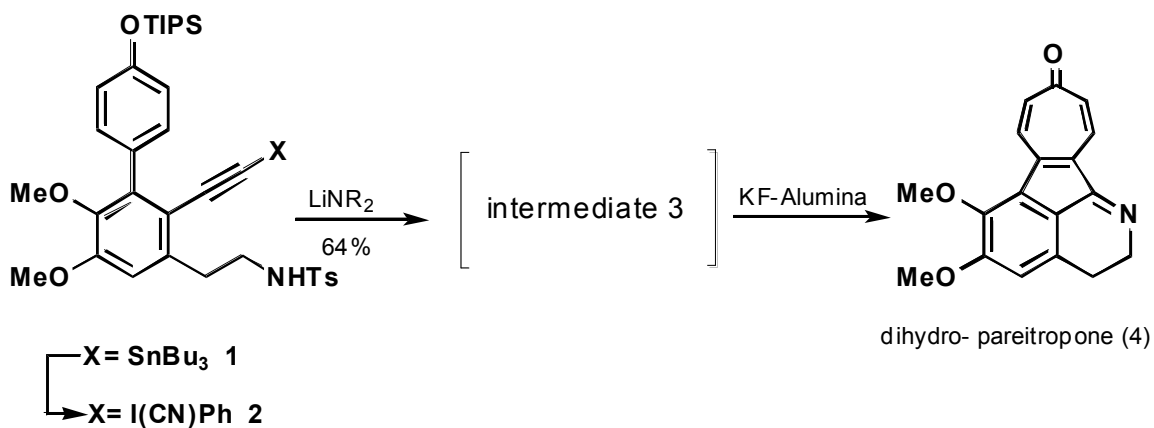 OTIPS
X
MeO
MeO
NHTs
LiNR2
64%
intermediate 3
KF-Alumina
O
MeO
MeO
N
dihydro- pareitropone (4)
X= SnBu3 1
X= I(CN)Ph 2